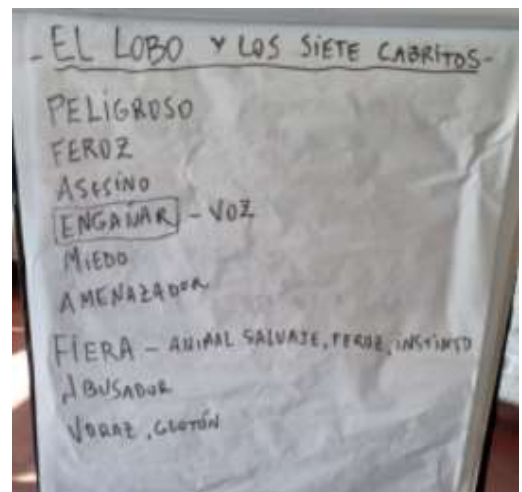 - EL LOBO Y LOS SIETE CABRITOS-
PELIGROSO
FEROZ
ASESINO
ENGAÑAR - VOZ
MIEDO
AMENAZADOR
FIERA - ANIMAL SALVAJE, FEROZ, INSTINTO
ABUSADOR
VORAZ, GLOTÓN